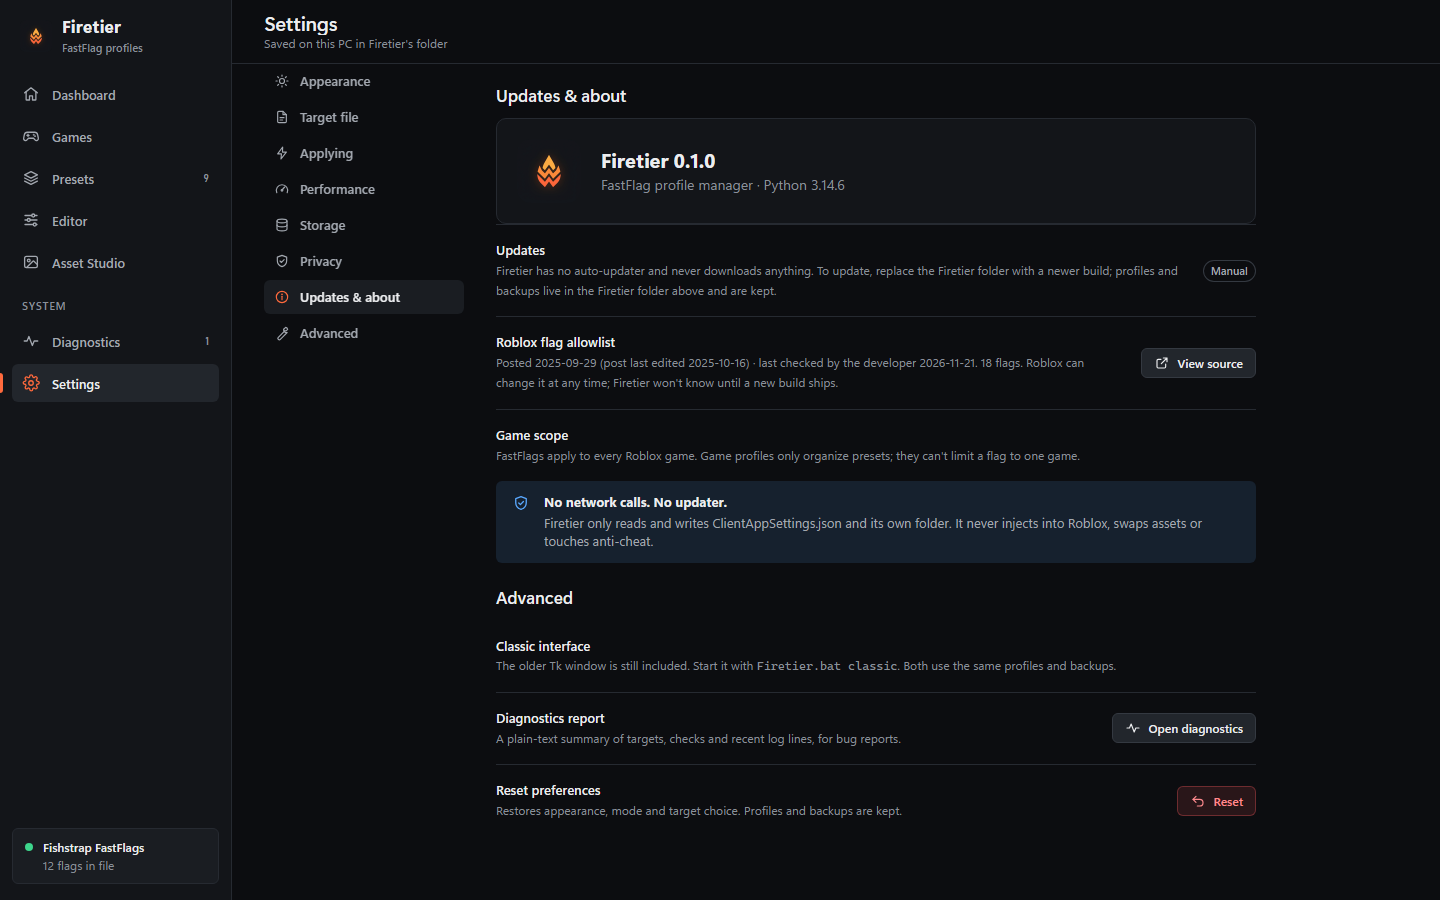 Firetier
FastFlag profiles
Dashboard
Games
Presets 9
Editor
Asset Studio
SYSTEM
Diagnostics 1
Settings
Fishstrap FastFlags
12 flags in file
Settings
Saved on this PC in Firetier's folder
Appearance
Target file
Applying
Performance
Storage
Privacy
Updates & about
Advanced
Updates & about
Firetier 0.1.0
FastFlag profile manager · Python 3.14.6
Updates
Firetier has no auto-updater and never downloads anything. To update, replace the Firetier folder with a newer build; profiles and
backups live in the Firetier folder above and are kept.
Manual
Roblox flag allowlist
Posted 2025-09-29 (post last edited 2025-10-16) · last checked by the developer 2026-11-21. 18 flags. Roblox can
change it at any time; Firetier won't know until a new build ships.
View source
Game scope
FastFlags apply to every Roblox game. Game profiles only organize presets; they can't limit a flag to one game.
No network calls. No updater.
Firetier only reads and writes ClientAppSettings.json and its own folder. It never injects into Roblox, swaps assets or
touches anti-cheat.
Advanced
Classic interface
The older Tk window is still included. Start it with Firetier.bat classic. Both use the same profiles and backups.
Diagnostics report
A plain-text summary of targets, checks and recent log lines, for bug reports.
Open diagnostics
Reset preferences
Restores appearance, mode and target choice. Profiles and backups are kept.
Reset